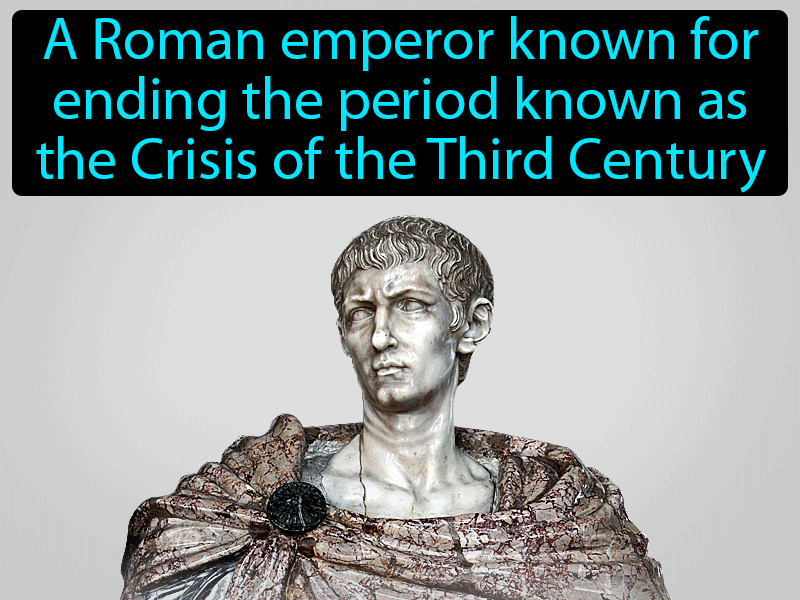 A Roman emperor known for
ending the period known as
the Crisis of the Third Century